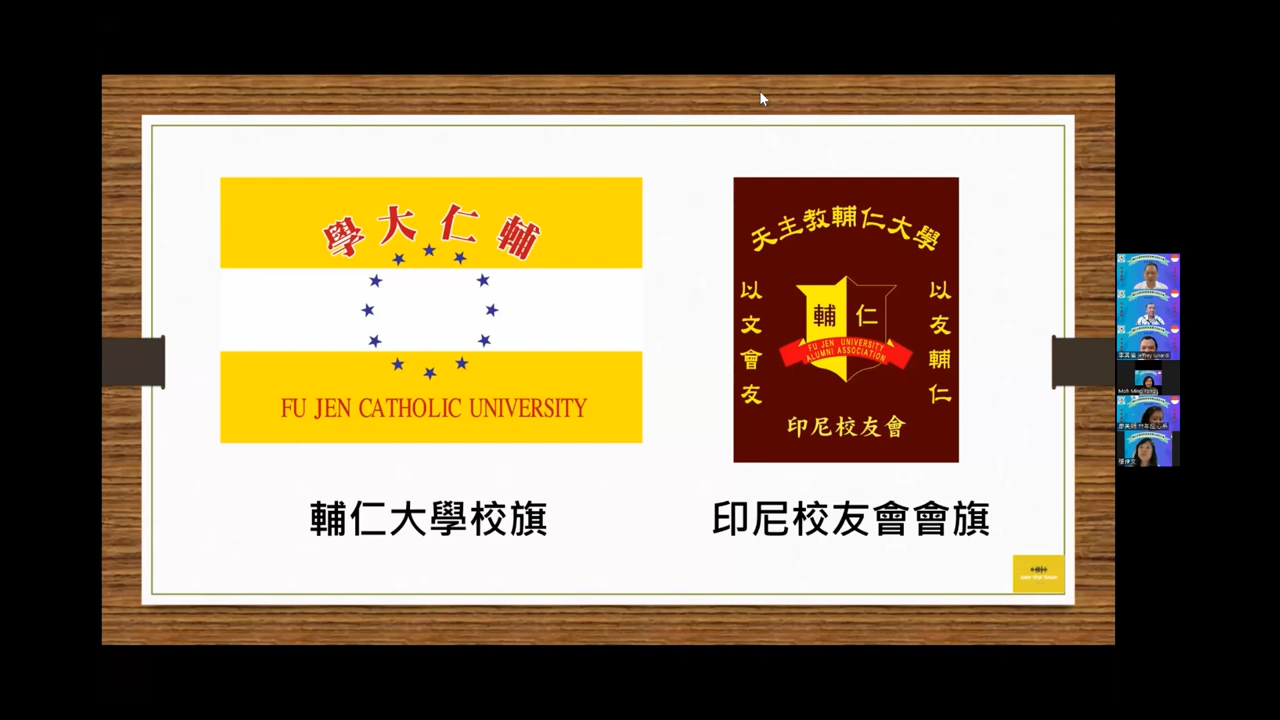 學大仁輔
FU JEN CATHOLIC UNIVERSITY
輔仁大學校旗
天主教輔仁大學
以友輔仁
以文會友
輔仁
FU JEN UNIVERSITY
ALUMNI ASSOCIATION
印尼校友會
印尼校友會會旗